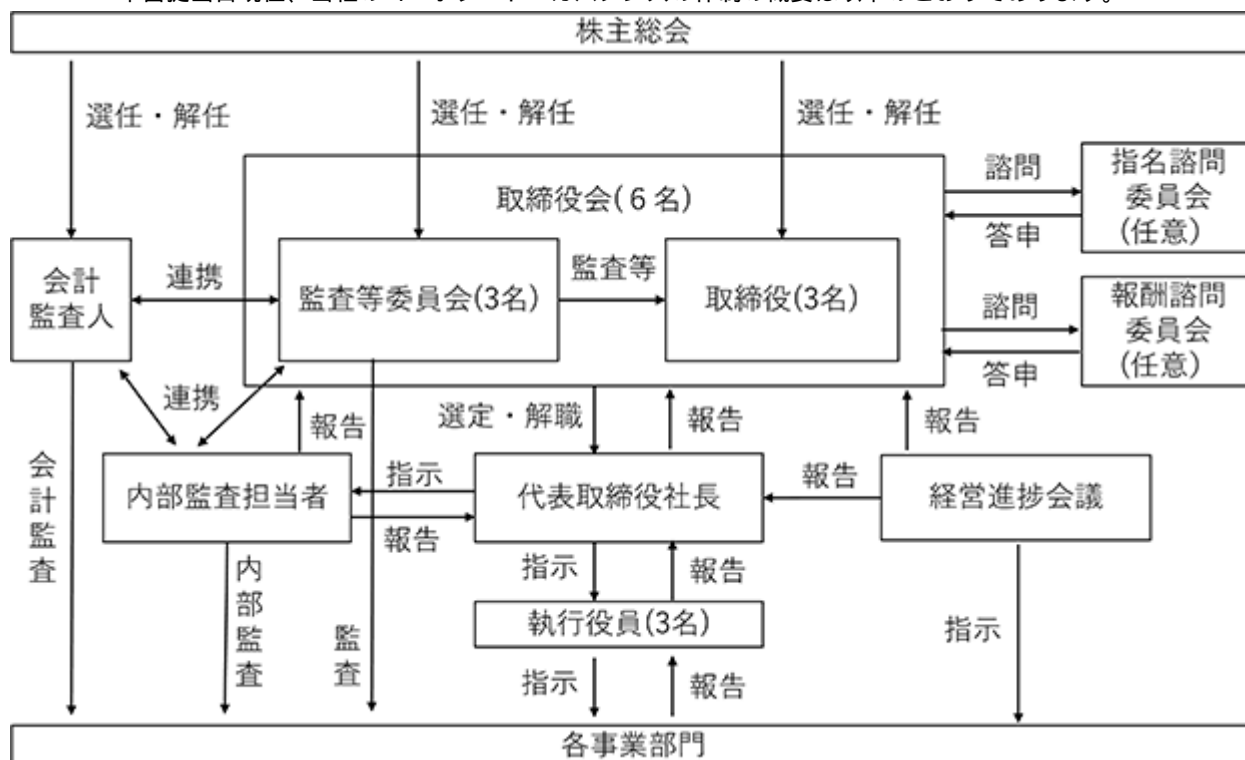 株主総会
選任・解任
選任・解任
選任・解任
取締役会(6名)
諮問
答申
指名諮問
委員会
(任意)
会計
監査人
連携
監査等委員会(3名)
監査等
取締役(3名)
諮問
答申
報酬諮問
委員会
(任意)
連携
報告
選定・解職
報告
報告
会計監査
内部監査担当者
指示
報告
代表取締役社長
報告
経営進捗会議
内部監査
監査
指示
報告
執行役員(3名)
指示
指示
報告
各事業部門